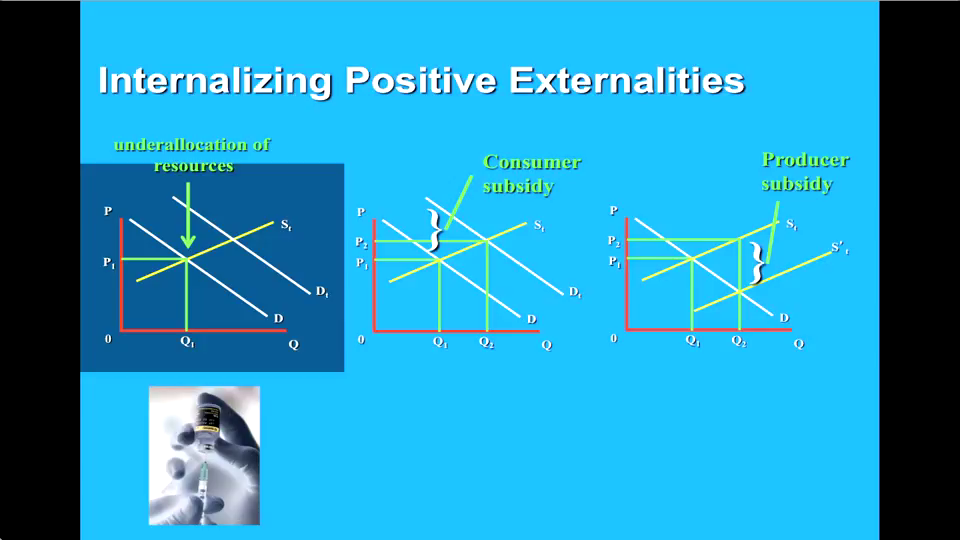 Internalizing Positive Externalities
underallocation of
resources
P
P₁
0
Q₁
Q
Sₜ
Dₜ
D
Consumer
subsidy
P
P₂
P₁
0
Q₁
Q₂
Q
Sₜ
Dₜ
D
Producer
subsidy
P
P₂
P₁
0
Q₁
Q₂
Q
Sₜ
S'ₜ
D